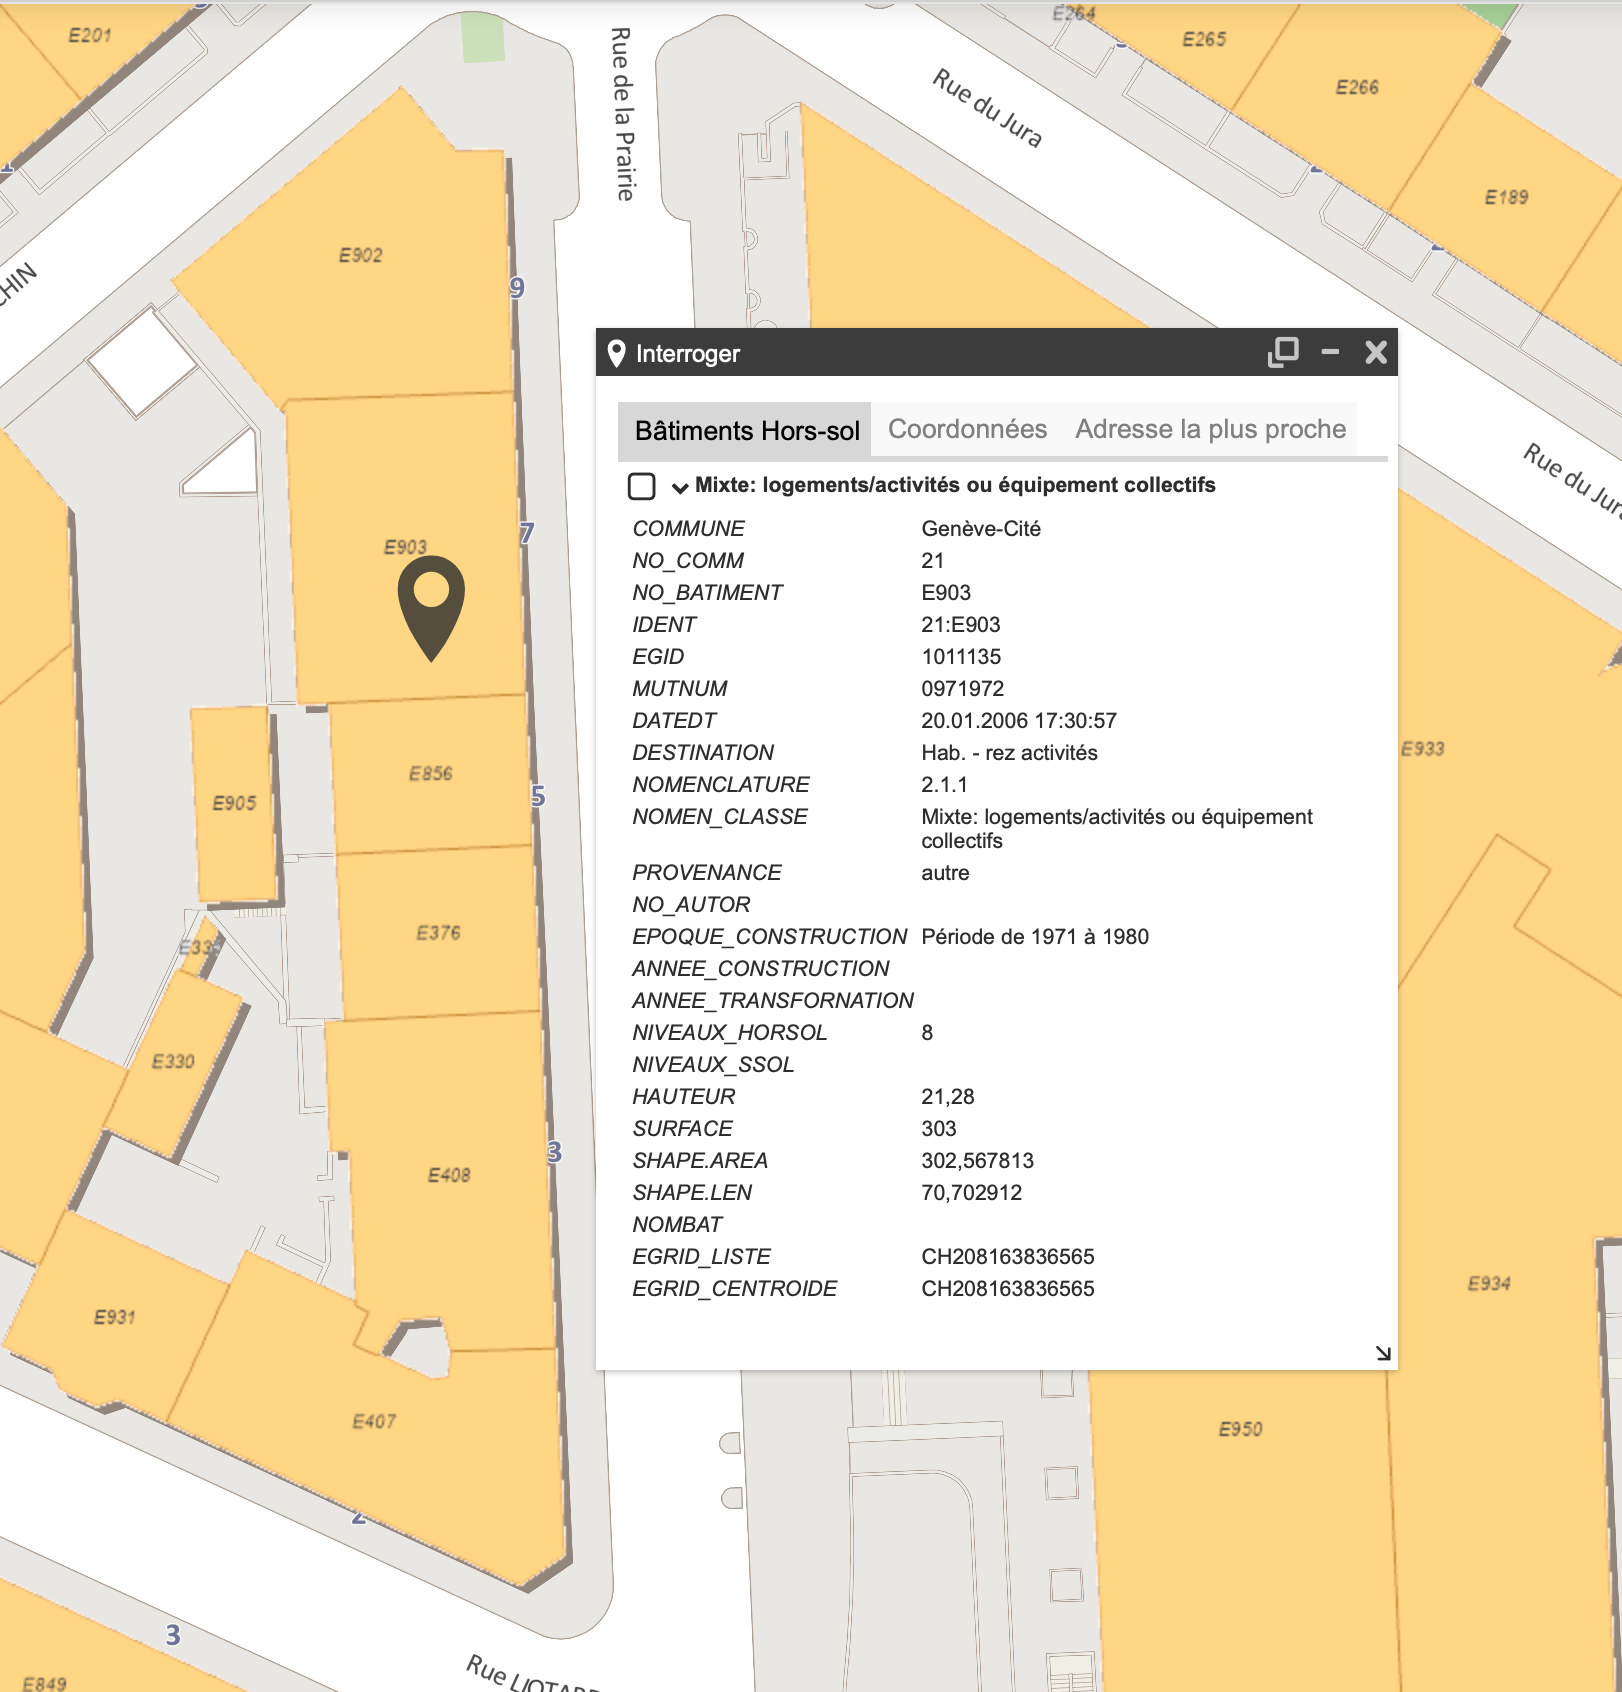 E201
E264
E265
E266
E189
Rue de la Prairie
Rue du Jura
E902
9
CHIN
E903
7
E856
5
E905
E376
E330
E408
3
E931
E407
E849
3
Rue LIOTARD
Rue du Jura
E933
E934
E950
Interroger
Bâtiments Hors-sol Coordonnées Adresse la plus proche
Mixte: logements/activités ou équipement collectifs
COMMUNE Genève-Cité
NO_COMM 21
NO_BATIMENT E903
IDENT 21:E903
EGID 1011135
MUTNUM 0971972
DATEDT 20.01.2006 17:30:57
DESTINATION Hab. - rez activités
NOMENCLATURE 2.1.1
NOMEN_CLASSE Mixte: logements/activités ou équipement
collectifs
PROVENANCE autre
NO_AUTOR
EPOQUE_CONSTRUCTION Période de 1971 à 1980
ANNEE_CONSTRUCTION
ANNEE_TRANSFORNATION
NIVEAUX_HORSOL 8
NIVEAUX_SSOL
HAUTEUR 21,28
SURFACE 303
SHAPE.AREA 302,567813
SHAPE.LEN 70,702912
NOMBAT
EGRID_LISTE CH208163836565
EGRID_CENTROIDE CH208163836565